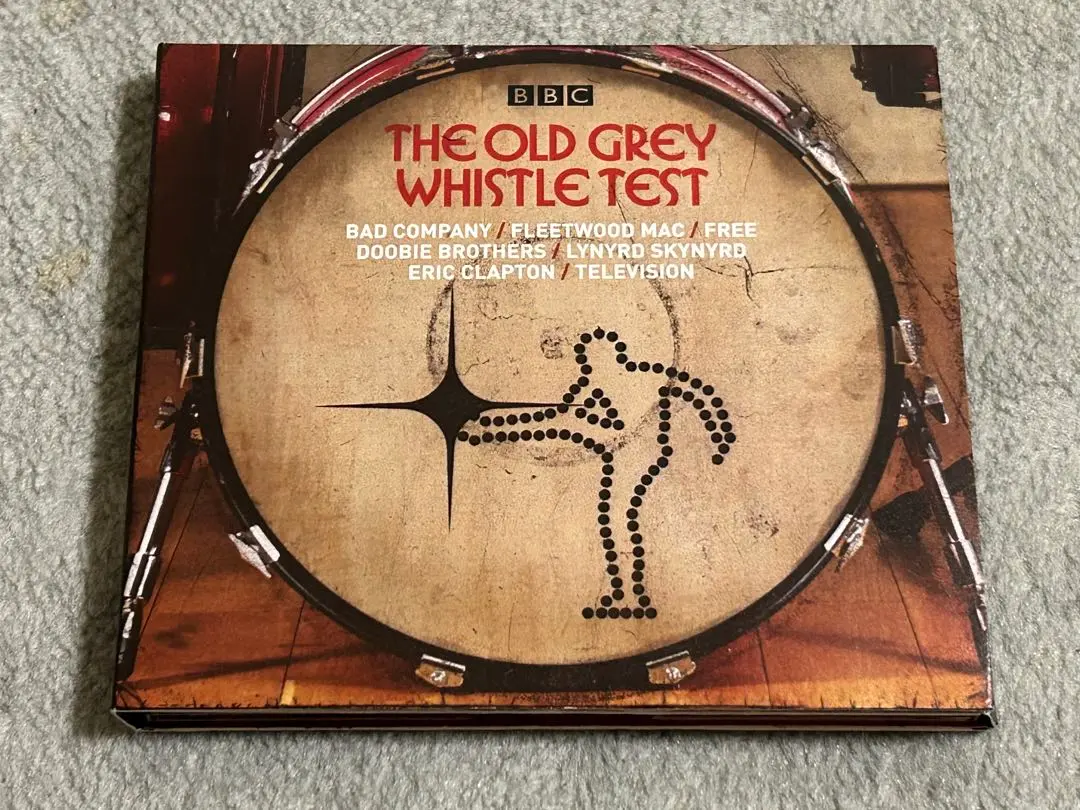 BBC
THE OLD GREY
WHISTLE TEST
BAD COMPANY / FLEETWOOD MAC / FREE
DOOBIE BROTHERS / LYNYRD SKYNYRD
ERIC CLAPTON / TELEVISION